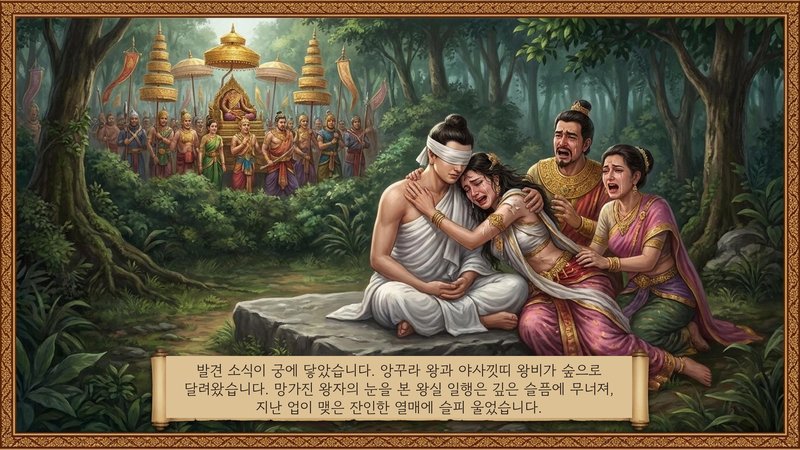 발견 소식이 궁에 닿았습니다. 앙꾸라 왕과 야사낏띠 왕비가 숲으로
달려왔습니다. 망가진 왕자의 눈을 본 왕실 일행은 깊은 슬픔에 무너져,
지난 업이 맺은 잔인한 열매에 슬피 울었습니다.